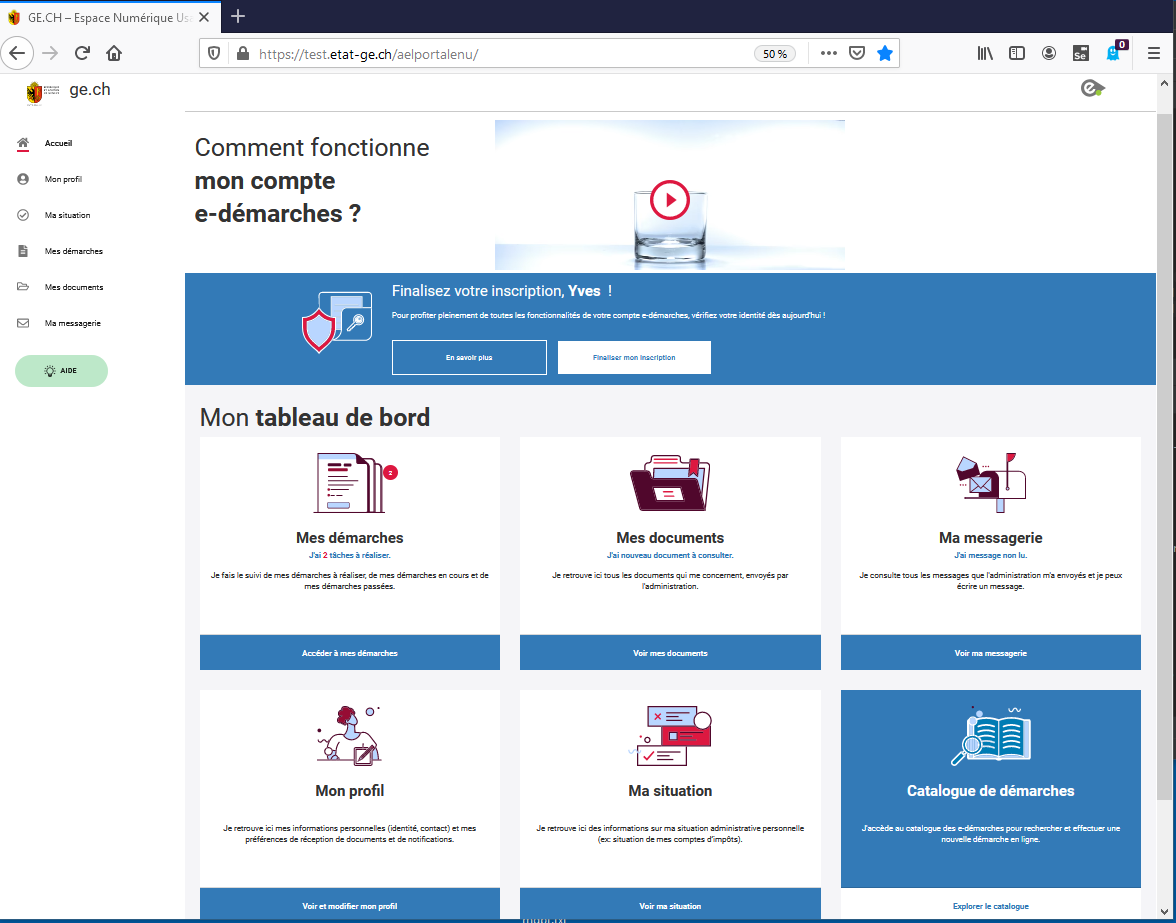 GE.CH – Espace Numérique Us
https://test.etat-ge.ch/aelportalenu/
50 %
Se
0
ge.ch
e
Accueil
Mon profil
Ma situation
Mes démarches
Mes documents
Ma messagerie
AIDE
Comment fonctionne
mon compte
e-démarches ?
Finalisez votre inscription, Yves !
Pour profiter pleinement de toutes les fonctionnalités de votre compte e-démarches, vérifiez votre identité dès aujourd'hui !
En savoir plus
Finaliser mon inscription
Mon tableau de bord
2
Mes démarches
J'ai 2 tâches à réaliser.
Je fais le suivi de mes démarches à réaliser, de mes démarches en cours et de
mes démarches passées.
Accéder à mes démarches
Mes documents
J'ai nouveau document à consulter.
Je retrouve ici tous les documents qui me concernent, envoyés par
l'administration.
Voir mes documents
Ma messagerie
J'ai message non lu.
Je consulte tous les messages que l'administration m'a envoyés et je peux
écrire un message.
Voir ma messagerie
Mon profil
Je retrouve ici mes informations personnelles (identité, contact) et mes
préférences de réception de documents et de notifications.
Voir et modifier mon profil
Ma situation
Je retrouve ici des informations sur ma situation administrative personnelle
(ex: situation de mes comptes d'impôts).
Voir ma situation
Catalogue de démarches
J'accède au catalogue des e-démarches pour rechercher et effectuer une
nouvelle démarche en ligne.
Explorer le catalogue